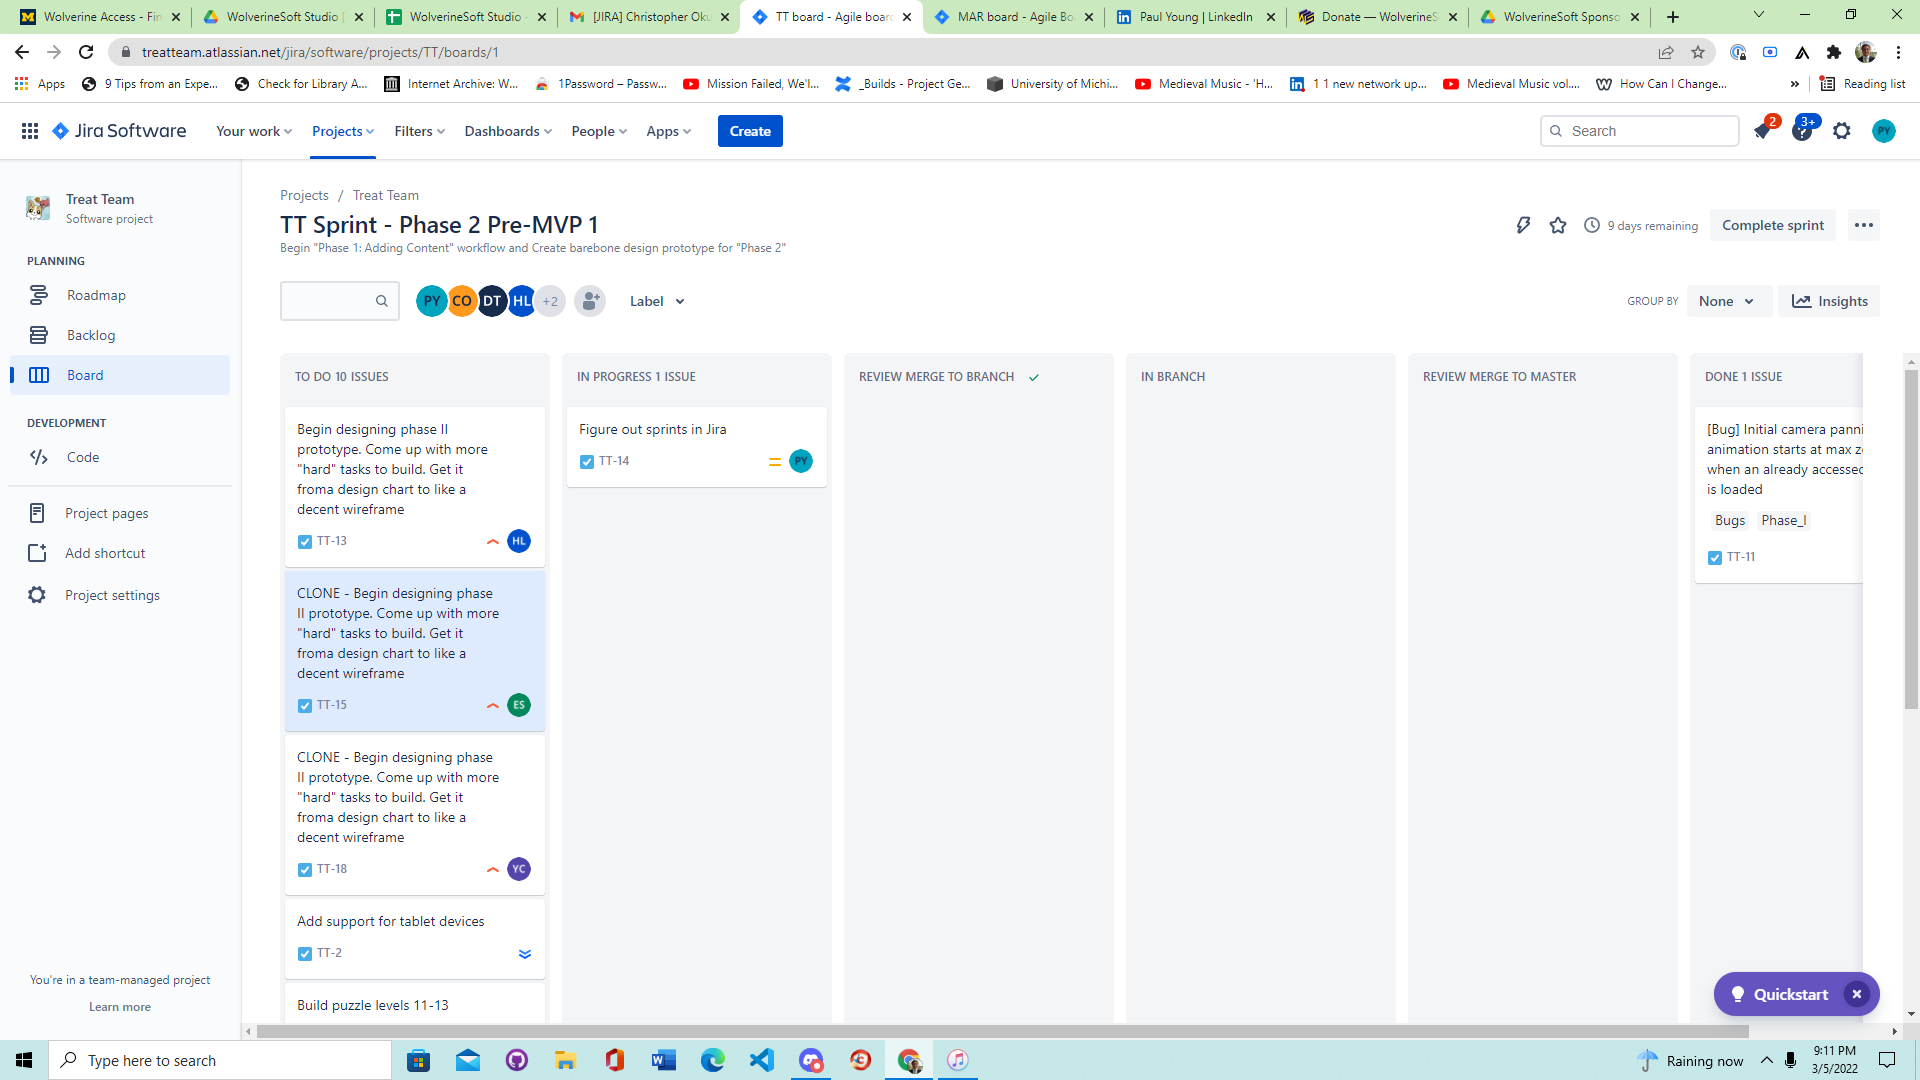 Wolverine Access - Fin
WolverineSoft Studio
WolverineSoft Studio -
[JIRA] Christopher Oku
TT board - Agile board
MAR board - Agile Bo
Paul Young | LinkedIn
Donate — WolverineS
WolverineSoft Sponso
treatteam.atlassian.net/jira/software/projects/TT/boards/1
Apps
9 Tips from an Expe...
Check for Library A...
Internet Archive: W...
1Password – Passw...
Mission Failed, We'l...
_Builds - Project Ge...
University of Michi...
Medieval Music - 'H...
1 1 new network up...
Medieval Music vol....
How Can I Change...
»
Reading list
Jira Software
Your work
Projects
Filters
Dashboards
People
Apps
Create
Search
2
3+
PY
Treat Team
Software project
PLANNING
Roadmap
Backlog
Board
DEVELOPMENT
Code
Project pages
Add shortcut
Project settings
You're in a team-managed project
Learn more
Projects / Treat Team
TT Sprint - Phase 2 Pre-MVP 1
Begin "Phase 1: Adding Content" workflow and Create barebone design prototype for "Phase 2"
9 days remaining
Complete sprint
PY CO DT HL +2
Label
GROUP BY
None
Insights
TO DO 10 ISSUES
Begin designing phase II
prototype. Come up with more
"hard" tasks to build. Get it
froma design chart to like a
decent wireframe
TT-13
HL
CLONE - Begin designing phase
II prototype. Come up with more
"hard" tasks to build. Get it
froma design chart to like a
decent wireframe
TT-15
ES
CLONE - Begin designing phase
II prototype. Come up with more
"hard" tasks to build. Get it
froma design chart to like a
decent wireframe
TT-18
YC
Add support for tablet devices
TT-2
Build puzzle levels 11-13
IN PROGRESS 1 ISSUE
Figure out sprints in Jira
TT-14
PY
REVIEW MERGE TO BRANCH
IN BRANCH
REVIEW MERGE TO MASTER
DONE 1 ISSUE
[Bug] Initial camera panni
animation starts at max z
when an already accessed
is loaded
Bugs
Phase_I
TT-11
Quickstart
Type here to search
Raining now
9:11 PM
3/5/2022